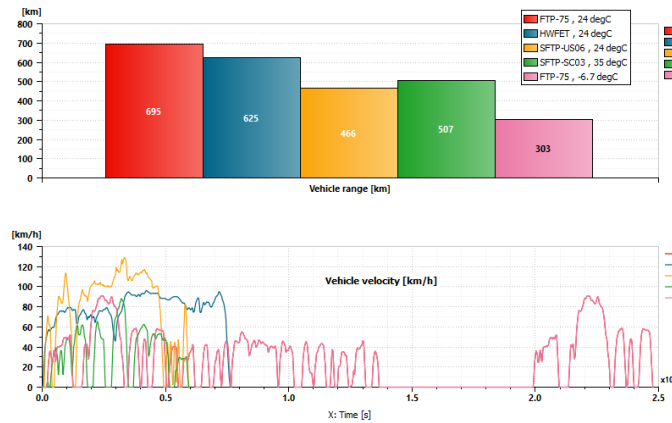 [km]
800
700
600
500
400
300
200
100
0
FTP-75 , 24 degC
HWFET , 24 degC
SFTP-US06 , 24 degC
SFTP-SC03 , 35 degC
FTP-75 , -6.7 degC
695
625
466
507
303
Vehicle range [km]
[km/h]
140
120
100
80
60
40
20
0
Vehicle velocity [km/h]
0.0
0.5
1.0
1.5
2.0
2.5
x10
X: Time [s]